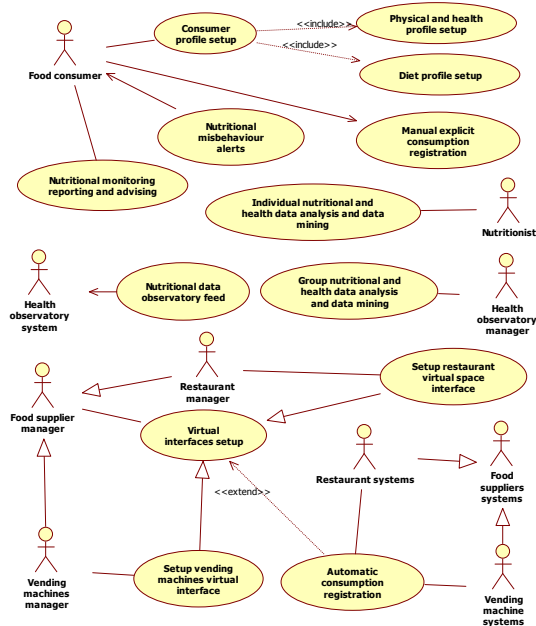 Consumer
profile setup
<<include>>
Physical and health
profile setup
<<include>>
Food consumer
Diet profile setup
Nutritional
misbehaviour
alerts
Manual explicit
consumption
registration
Nutritional monitoring
reporting and advising
Individual nutritional and
health data analysis and data
mining
Nutritionist
Nutritional data
observatory feed
Group nutritional and
health data analysis
and data mining
Health
observatory
system
Health
observatory
manager
Restaurant
manager
Setup restaurant
virtual space
interface
Food supplier
manager
Virtual
interfaces setup
Restaurant systems
Food
suppliers
systems
<<extend>>
Vending
machines
manager
Setup vending
machines virtual
interface
Automatic
consumption
registration
Vending
machine systems